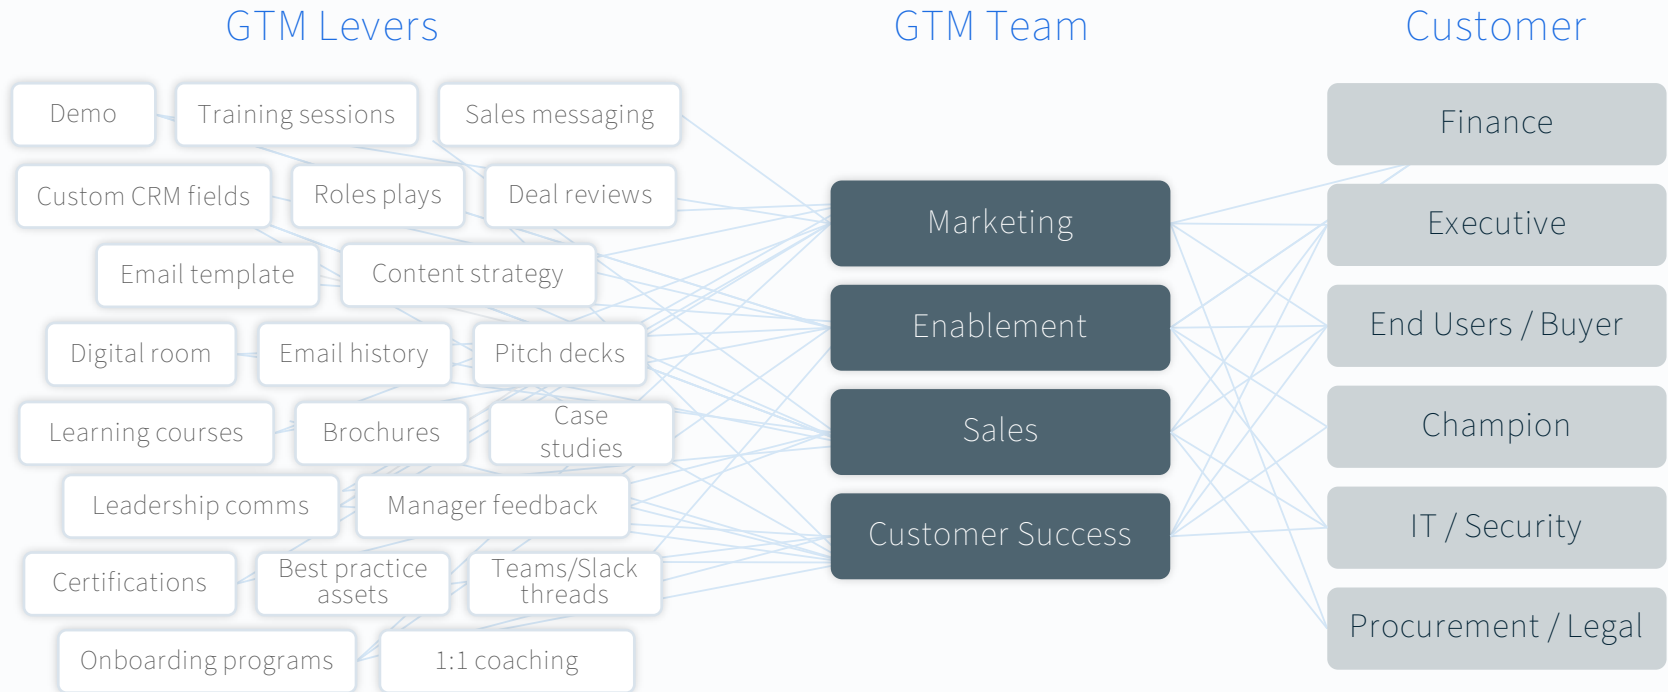 GTM Levers
GTM Team
Customer
Demo
Training sessions
Sales messaging
Custom CRM fields
Roles plays
Deal reviews
Email template
Content strategy
Digital room
Email history
Pitch decks
Learning courses
Brochures
Case
studies
Leadership comms
Manager feedback
Certifications
Best practice
assets
Teams/Slack
threads
Onboarding programs
1:1 coaching
Marketing
Enablement
Sales
Customer Success
Finance
Executive
End Users / Buyer
Champion
IT / Security
Procurement / Legal